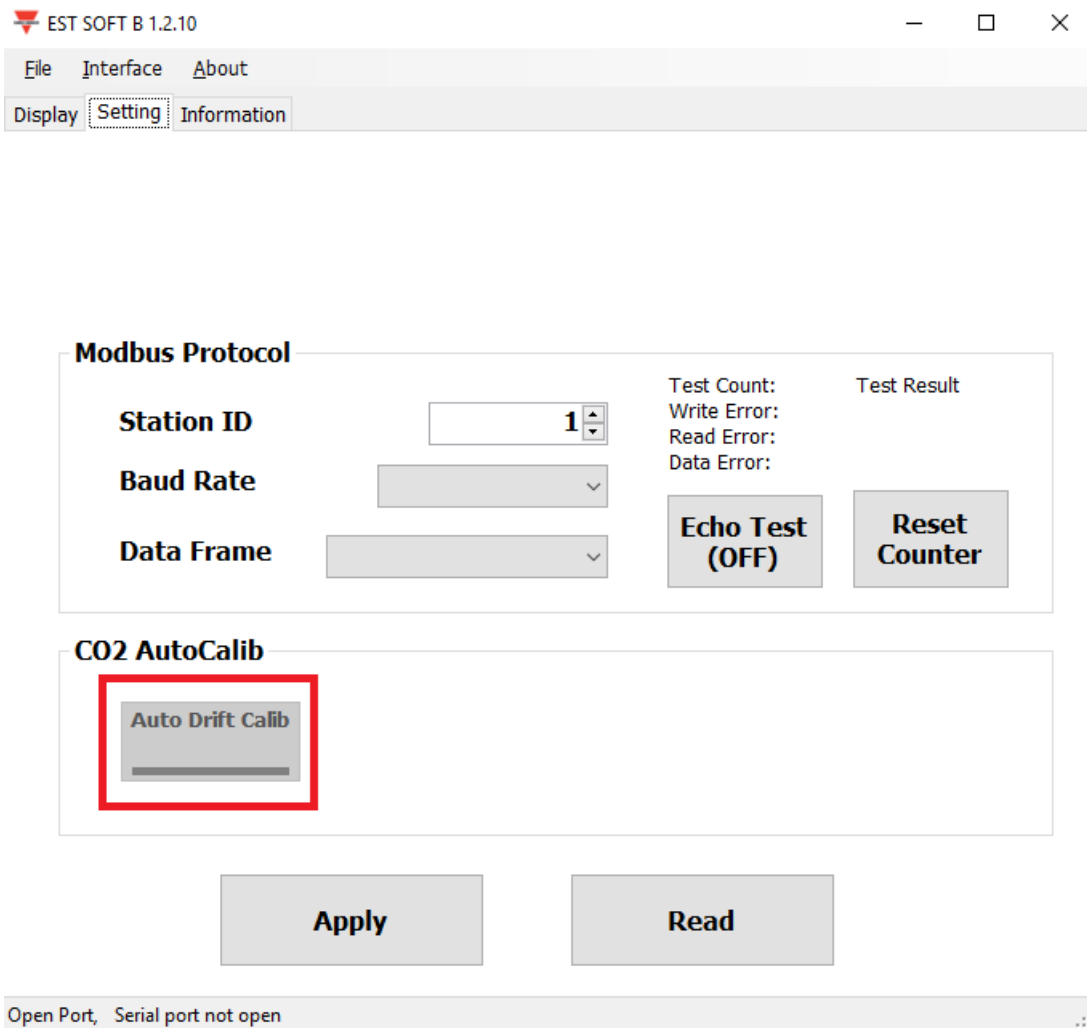 EST SOFT B 1.2.10
File Interface About
Display Setting Information
Modbus Protocol
Station ID 1
Baud Rate
Data Frame
Test Count: Test Result
Write Error:
Read Error:
Data Error:
Echo Test
(OFF)
Reset
Counter
CO2 AutoCalib
Auto Drift Calib
Apply Read
Open Port, Serial port not open